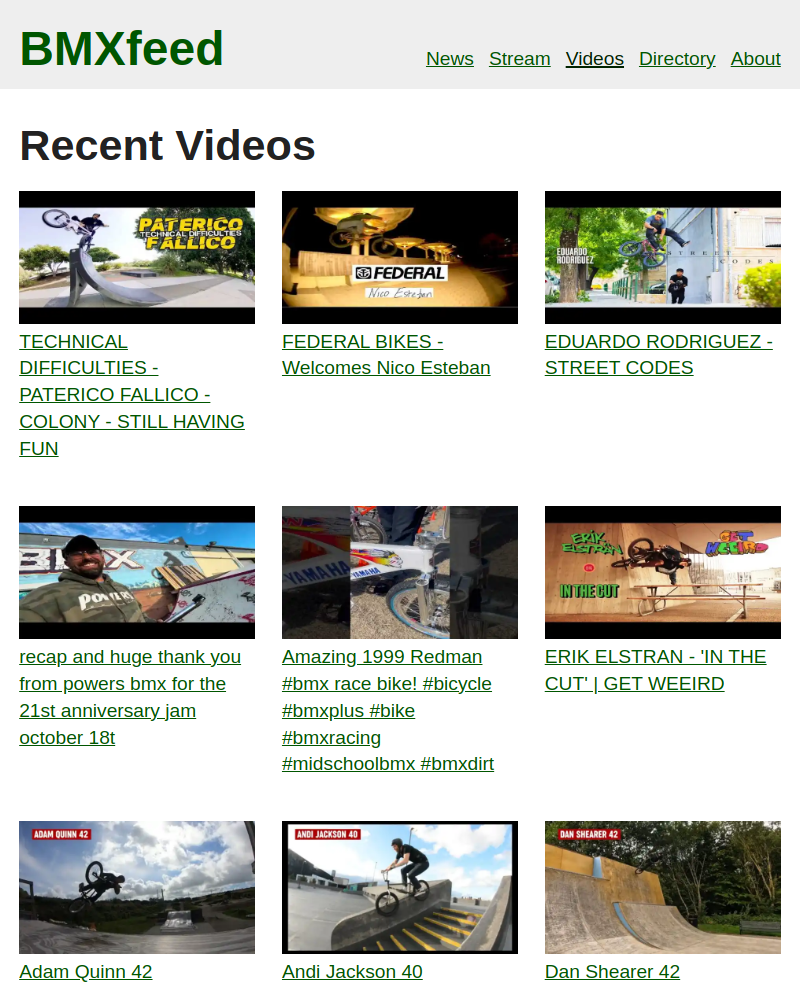 BMXfeed
News Stream Videos Directory About
Recent Videos
PATERICO
TECHNICAL DIFFICULTIES
FALLICO
FEDERAL
Nico Esteban
EDUARDO
RODRIGUEZ
STREET
CODES
TECHNICAL
DIFFICULTIES -
PATERICO FALLICO -
COLONY - STILL HAVING
FUN
FEDERAL BIKES -
Welcomes Nico Esteban
EDUARDO RODRIGUEZ -
STREET CODES
BMX
POWERS
YAMAHA
YAMAHA
ERIK
ELSTRAN
IN THE CUT
GET
WEEIRD
recap and huge thank you
from powers bmx for the
21st anniversary jam
october 18t
Amazing 1999 Redman
#bmx race bike! #bicycle
#bmxplus #bike
#bmxracing
#midschoolbmx #bmxdirt
ERIK ELSTRAN - 'IN THE
CUT' | GET WEEIRD
ADAM QUINN 42
ANDI JACKSON 40
DAN SHEARER 42
Adam Quinn 42
Andi Jackson 40
Dan Shearer 42